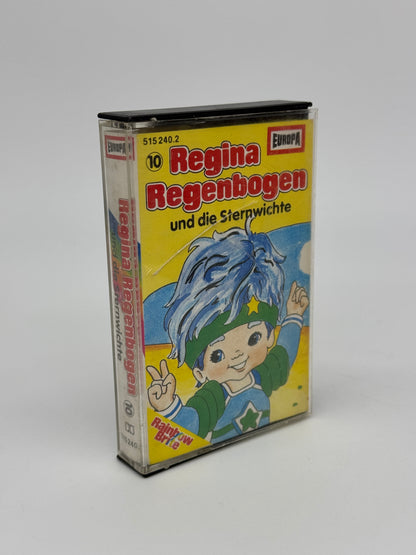 515 240.2
EUROPA
10
Regina
Regenbogen
und die Sternwichte
Rainbow
Brite
EUROPA
Regina Regenbogen
und die Sternwichte
10
515240.